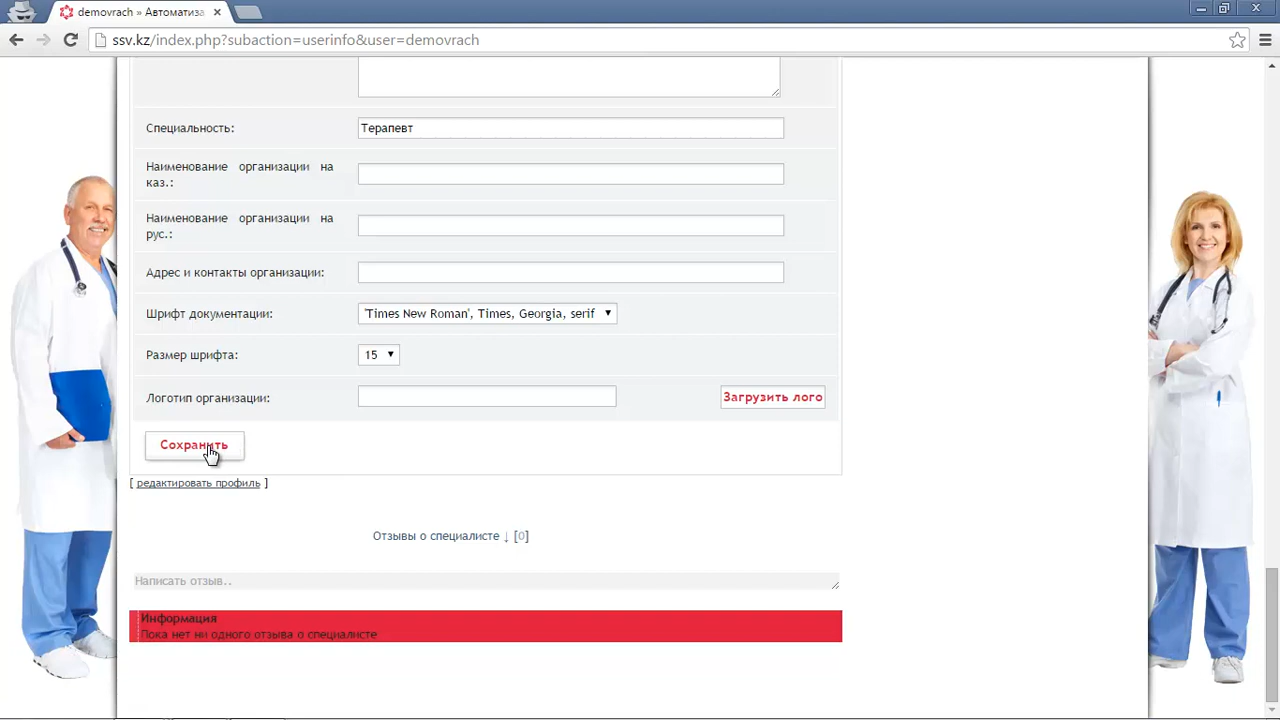 demovrach » Автоматиза
ssv.kz/index.php?subaction=userinfo&user=demovrach
Специальность:
Терапевт
Наименование организации на
каз.:
Наименование организации на
рус.:
Адрес и контакты организации:
Шрифт документации:
'Times New Roman', Times, Georgia, serif
Размер шрифта:
15
Логотип организации:
Загрузить лого
Сохранить
[ редактировать профиль ]
Отзывы о специалисте ↓ [0]
Написать отзыв..
Информация
Пока нет ни одного отзыва о специалисте